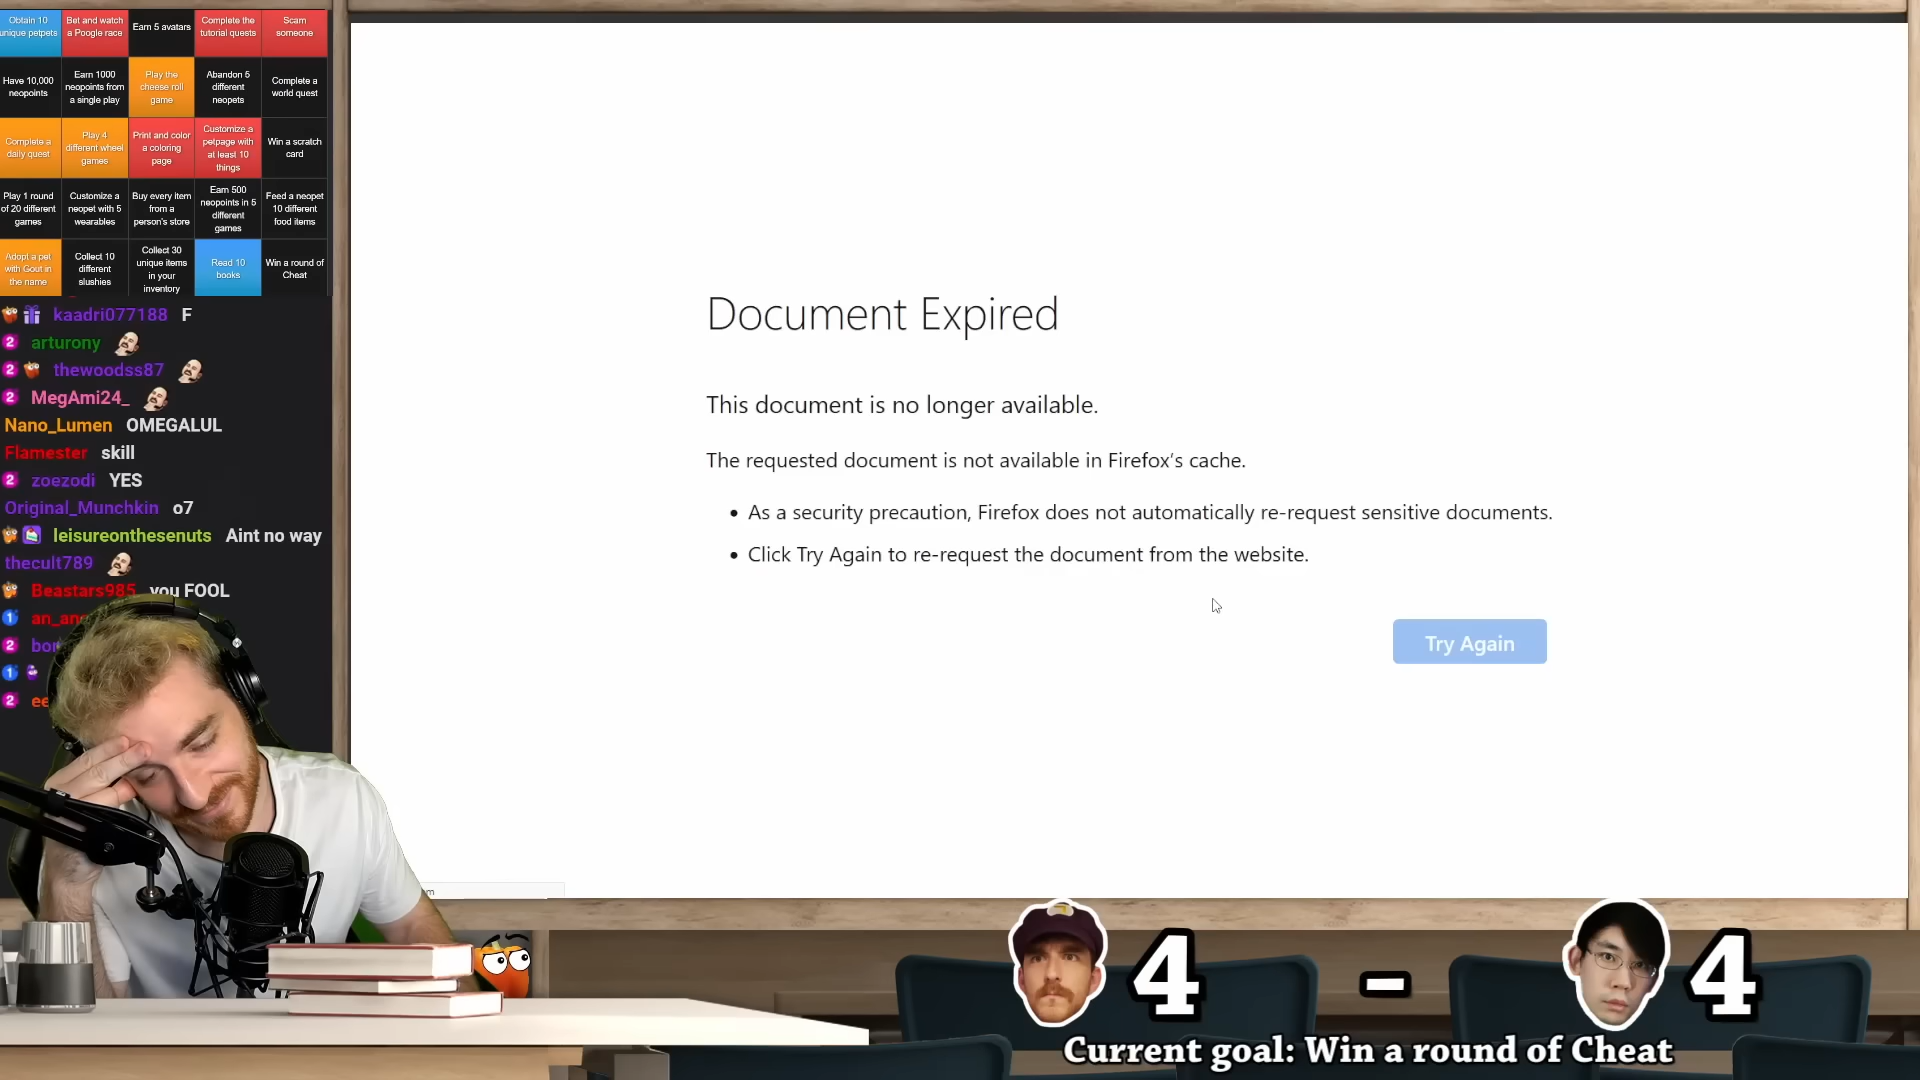 Obtain 10
unique petpets
Bet and watch
a Poogle race
Earn 5 avatars
Complete the
tutorial quests
Scam
someone
Have 10,000
neopoints
Earn 1000
neopoints from
a single play
Play the
cheese roll
game
Abandon 5
different
neopets
Complete a
world quest
Complete a
daily quest
Play 4
different wheel
games
Print and color
a coloring
page
Customize a
petpage with
at least 10
things
Win a scratch
card
Play 1 round
of 20 different
games
Customize a
neopet with 5
wearables
Buy every item
from a
person's store
Earn 500
neopoints in 5
different
games
Feed a neopet
10 different
food items
Adopt a pet
with Gout in
the name
Collect 10
different
slushies
Collect 30
unique items
in your
inventory
Read 10
books
Win a round of
Cheat
kaadri077188 F
2 arturony
2 thewoodss87
2 MegAmi24_
Nano_Lumen OMEGALUL
Flamester skill
2 zoezodi YES
Original_Munchkin o7
leisureonthesenuts Aint no way
thecult789
Beastars985 you FOOL
1
2
1
2
Document Expired
This document is no longer available.
The requested document is not available in Firefox's cache.
• As a security precaution, Firefox does not automatically re-request sensitive documents.
• Click Try Again to re-request the document from the website.
Try Again
4 - 4
Current goal: Win a round of Cheat